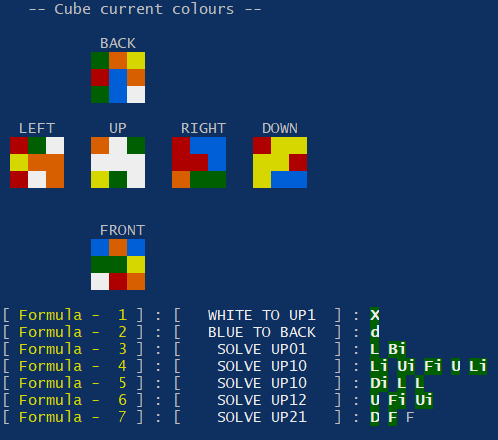 -- Cube current colours --
BACK
LEFT UP RIGHT DOWN
FRONT
[ Formula - 1 ] : [ WHITE TO UP1 ] : X
[ Formula - 2 ] : [ BLUE TO BACK ] : d
[ Formula - 3 ] : [ SOLVE UP01 ] : L Bi
[ Formula - 4 ] : [ SOLVE UP10 ] : Li Ui Fi U Li
[ Formula - 5 ] : [ SOLVE UP10 ] : Di L L
[ Formula - 6 ] : [ SOLVE UP12 ] : U Fi Ui
[ Formula - 7 ] : [ SOLVE UP21 ] : D F F